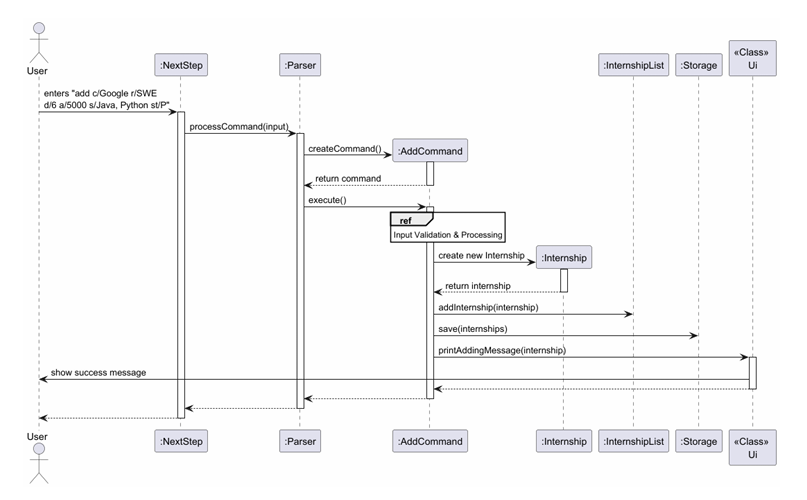 User
:NextStep
:Parser
:InternshipList
:Storage
«Class»
Ui
enters "add c/Google r/SWE
d/6 a/5000 s/Java, Python st/P"
processCommand(input)
createCommand()
:AddCommand
return command
execute()
ref
Input Validation & Processing
create new Internship
:Internship
return internship
addInternship(internship)
save(internships)
printAddingMessage(internship)
show success message
User
:NextStep
:Parser
:AddCommand
:Internship
:InternshipList
:Storage
«Class»
Ui